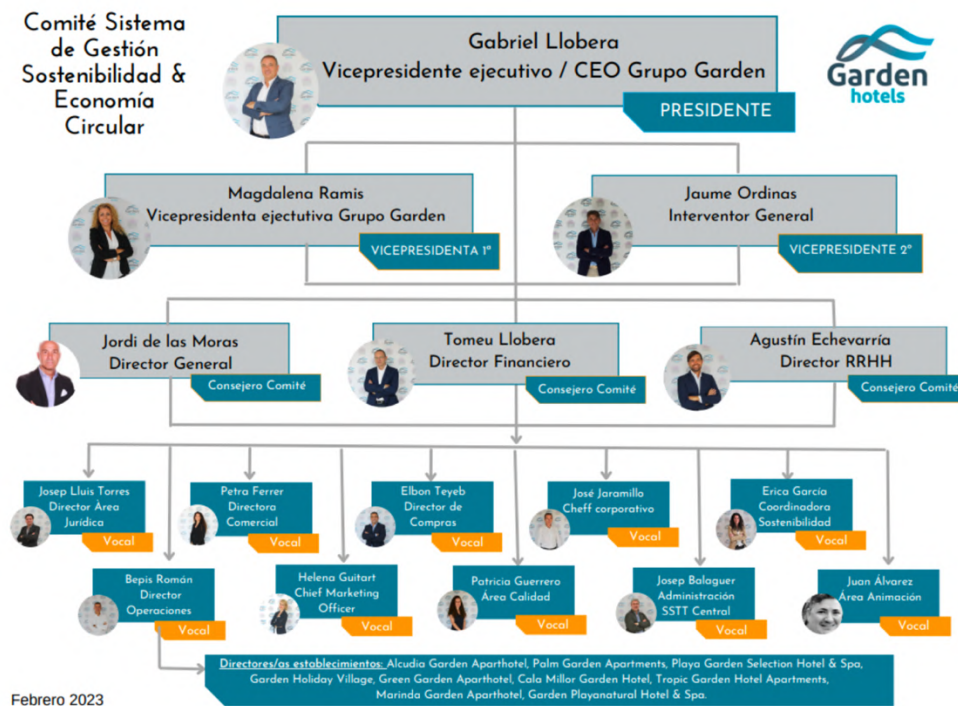 Comité Sistema
de Gestión
Sostenibilidad &
Economía
Circular
Gabriel Llobera
Vicepresidente ejecutivo / CEO Grupo Garden
PRESIDENTE
Garden
hotels
Magdalena Ramis
Vicepresidenta ejectutiva Grupo Garden
VICEPRESIDENTA 1º
Jaume Ordinas
Interventor General
VICEPRESIDENTE 2º
Jordi de las Moras
Director General
Consejero Comité
Tomeu Llobera
Director Financiero
Consejero Comité
Agustín Echevarría
Director RRHH
Consejero Comité
Josep Lluis Torres
Director Área
Jurídica
Vocal
Petra Ferrer
Directora
Comercial
Vocal
Elbon Teyeb
Director de
Compras
Vocal
José Jaramillo
Cheff corporativo
Vocal
Erica García
Coordinadora
Sostenibilidad
Vocal
Bepis Román
Director
Operaciones
Vocal
Helena Guitart
Chief Marketing
Officer
Vocal
Patricia Guerrero
Área Calidad
Vocal
Josep Balaguer
Administración
SSTT Central
Vocal
Juan Álvarez
Área Animación
Vocal
Directores/as establecimientos: Alcudia Garden Aparthotel, Palm Garden Apartments, Playa Garden Selection Hotel & Spa,
Garden Holiday Village, Green Garden Aparthotel, Cala Millor Garden Hotel, Tropic Garden Hotel Apartments,
Marinda Garden Aparthotel, Garden Playanatural Hotel & Spa.
Febrero 2023